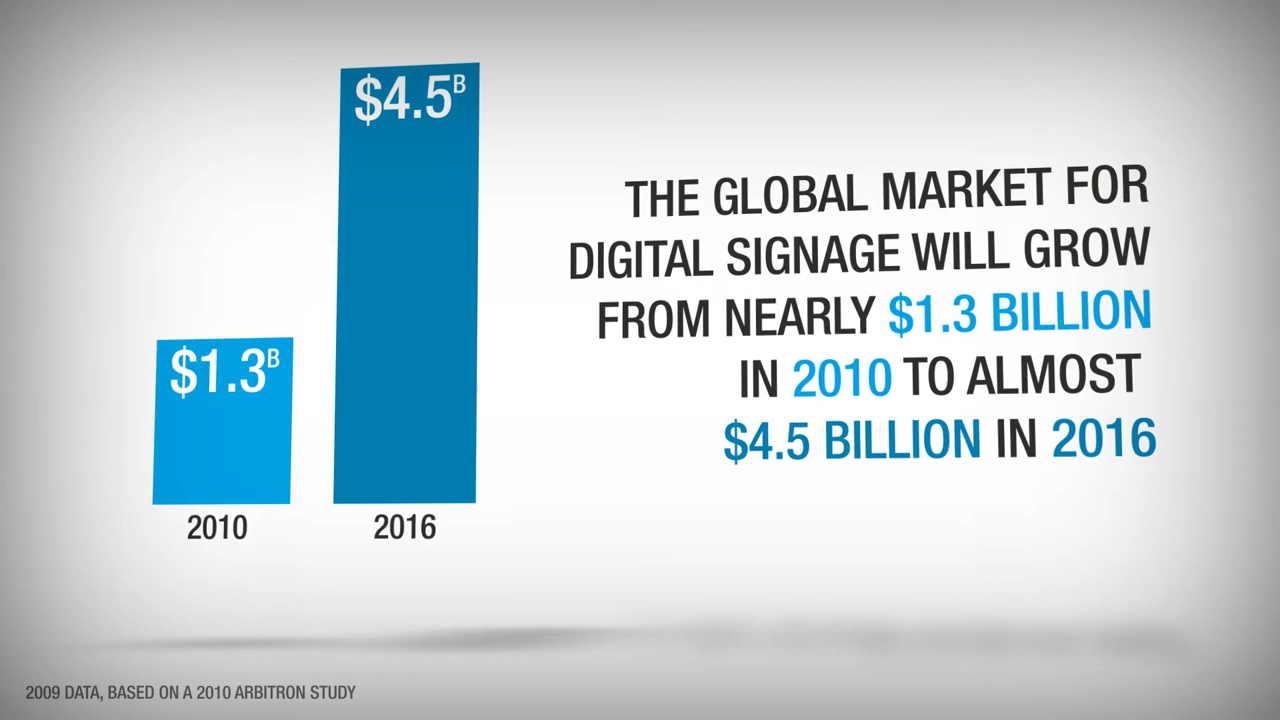 $4.5B
$1.3B
2010
2016
THE GLOBAL MARKET FOR
DIGITAL SIGNAGE WILL GROW
FROM NEARLY $1.3 BILLION
IN 2010 TO ALMOST
$4.5 BILLION IN 2016
2009 DATA, BASED ON A 2010 ARBITRON STUDY